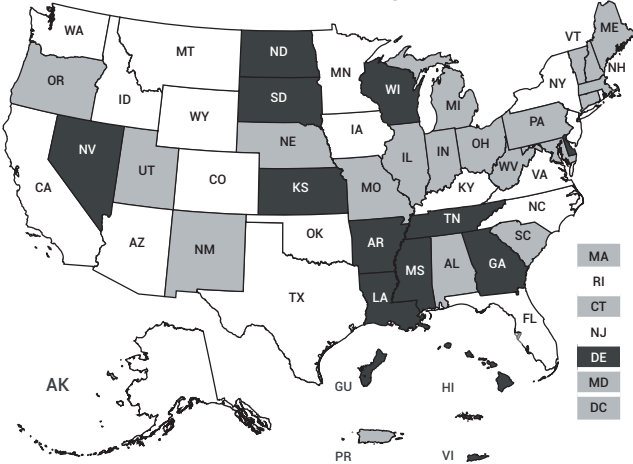 WA
MT
ND
MN
VT
ME
NH
OR
ID
SD
WI
NY
WY
MI
NV
NE
IA
PA
UT
IL
IN
OH
CA
CO
KS
MO
WV
VA
KY
NC
AZ
NM
OK
AR
TN
SC
TX
LA
MS
AL
GA
FL
MA
RI
CT
NJ
DE
MD
DC
AK
GU
HI
PR
VI